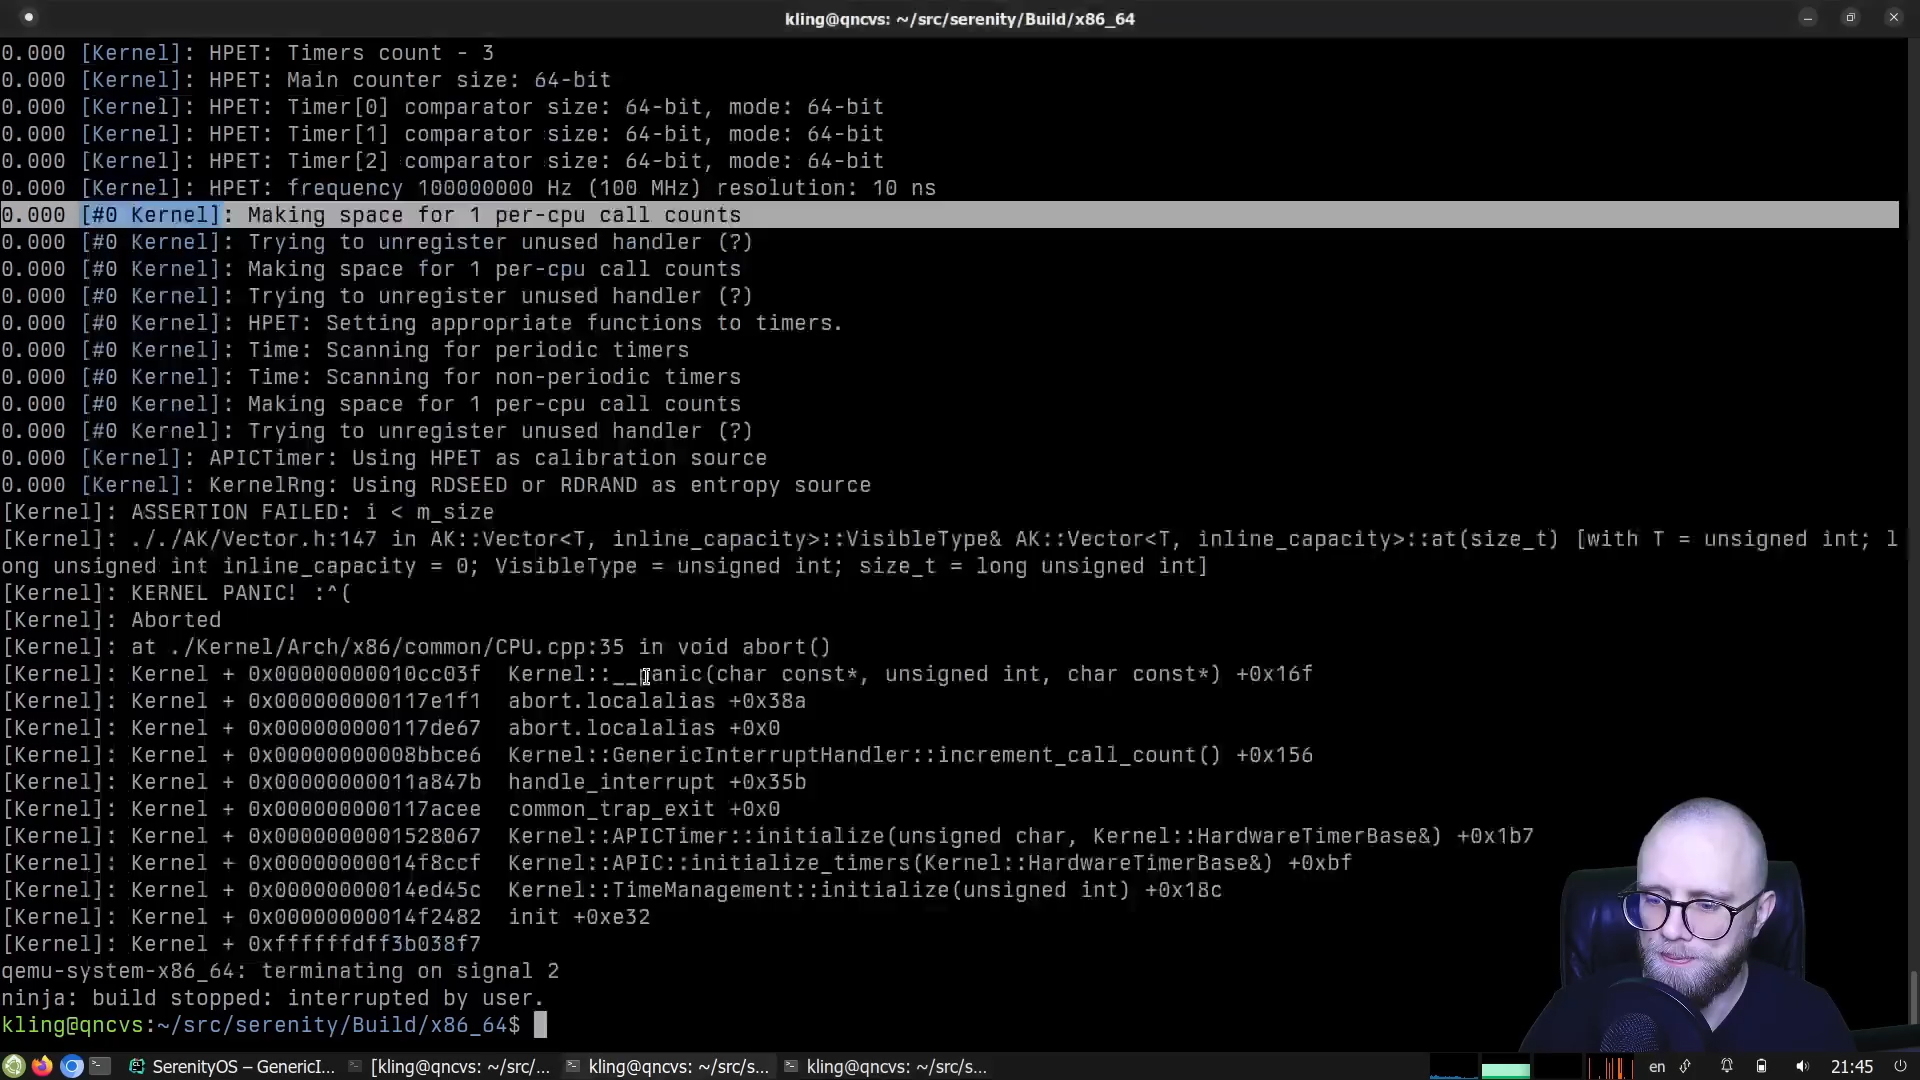 kling@qncvs: ~/src/serenity/Build/x86_64
0.000 [Kernel]: HPET: Timers count - 3
0.000 [Kernel]: HPET: Main counter size: 64-bit
0.000 [Kernel]: HPET: Timer[0] comparator size: 64-bit, mode: 64-bit
0.000 [Kernel]: HPET: Timer[1] comparator size: 64-bit, mode: 64-bit
0.000 [Kernel]: HPET: Timer[2] comparator size: 64-bit, mode: 64-bit
0.000 [Kernel]: HPET: frequency 100000000 Hz (100 MHz) resolution: 10 ns
0.000 [#0 Kernel]: Making space for 1 per-cpu call counts
0.000 [#0 Kernel]: Trying to unregister unused handler (?)
0.000 [#0 Kernel]: Making space for 1 per-cpu call counts
0.000 [#0 Kernel]: Trying to unregister unused handler (?)
0.000 [#0 Kernel]: HPET: Setting appropriate functions to timers.
0.000 [#0 Kernel]: Time: Scanning for periodic timers
0.000 [#0 Kernel]: Time: Scanning for non-periodic timers
0.000 [#0 Kernel]: Making space for 1 per-cpu call counts
0.000 [#0 Kernel]: Trying to unregister unused handler (?)
0.000 [Kernel]: APICTimer: Using HPET as calibration source
0.000 [Kernel]: KernelRng: Using RDSEED or RDRAND as entropy source
[Kernel]: ASSERTION FAILED: i < m_size
[Kernel]: ././AK/Vector.h:147 in AK::Vector<T, inline_capacity>::VisibleType& AK::Vector<T, inline_capacity>::at(size_t) [with T = unsigned int; l
ong unsigned int inline_capacity = 0; VisibleType = unsigned int; size_t = long unsigned int]
[Kernel]: KERNEL PANIC! :^(
[Kernel]: Aborted
[Kernel]: at ./Kernel/Arch/x86/common/CPU.cpp:35 in void abort()
[Kernel]: Kernel + 0x00000000010cc03f  Kernel::__panic(char const*, unsigned int, char const*) +0x16f
[Kernel]: Kernel + 0x000000000117e1f1  abort.localalias +0x38a
[Kernel]: Kernel + 0x000000000117de67  abort.localalias +0x0
[Kernel]: Kernel + 0x00000000008bbce6  Kernel::GenericInterruptHandler::increment_call_count() +0x156
[Kernel]: Kernel + 0x00000000011a847b  handle_interrupt +0x35b
[Kernel]: Kernel + 0x000000000117acee  common_trap_exit +0x0
[Kernel]: Kernel + 0x0000000001528067  Kernel::APICTimer::initialize(unsigned char, Kernel::HardwareTimerBase&) +0x1b7
[Kernel]: Kernel + 0x00000000014f8ccf  Kernel::APIC::initialize_timers(Kernel::HardwareTimerBase&) +0xbf
[Kernel]: Kernel + 0x00000000014ed45c  Kernel::TimeManagement::initialize(unsigned int) +0x18c
[Kernel]: Kernel + 0x00000000014f2482  init +0xe32
[Kernel]: Kernel + 0xffffffdff3b038f7
qemu-system-x86_64: terminating on signal 2
ninja: build stopped: interrupted by user.
kling@qncvs:~/src/serenity/Build/x86_64$
SerenityOS – GenericI... [kling@qncvs: ~/src/... kling@qncvs: ~/src/s... kling@qncvs: ~/src/s... en 21:45